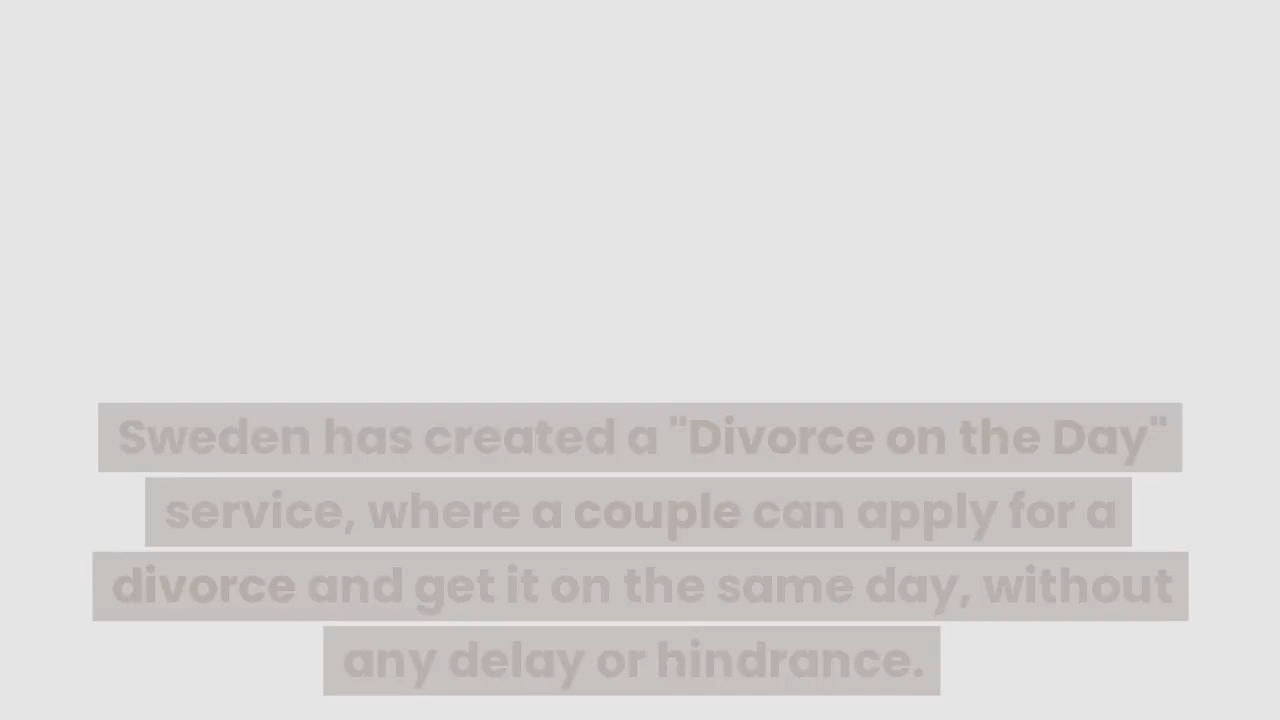 Sweden has created a "Divorce on the Day"
service, where a couple can apply for a
divorce and get it on the same day, without
any delay or hindrance.